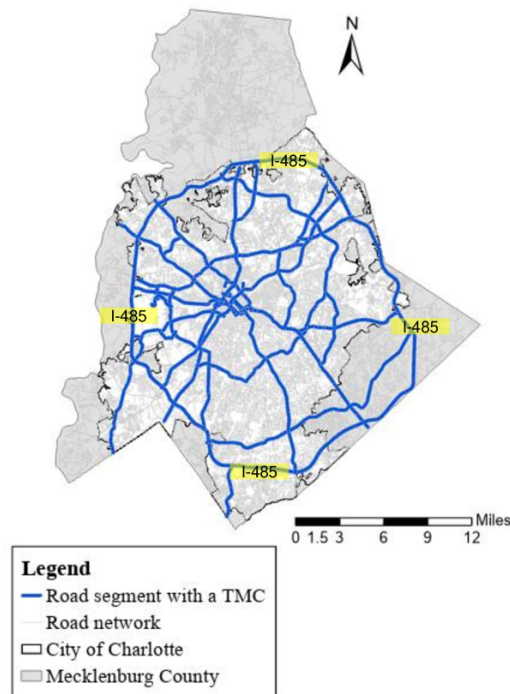 N
I-485
I-485
I-485
I-485
Miles
0 1.5 3 6 9 12
Legend
Road segment with a TMC
Road network
City of Charlotte
Mecklenburg County